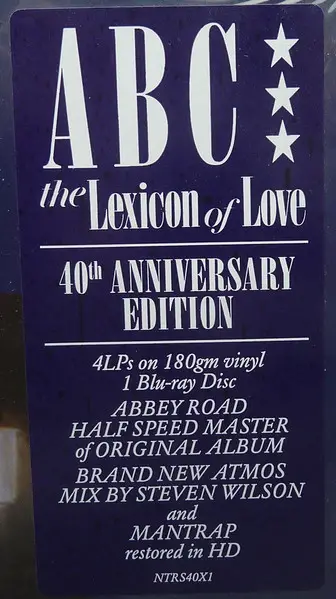 ABC
the Lexicon of Love
40th ANNIVERSARY
EDITION
4LPs on 180gm vinyl
1 Blu-ray Disc
ABBEY ROAD
HALF SPEED MASTER
of ORIGINAL ALBUM
BRAND NEW ATMOS
MIX BY STEVEN WILSON
and
MANTRAP
restored in HD
NTRS40X1